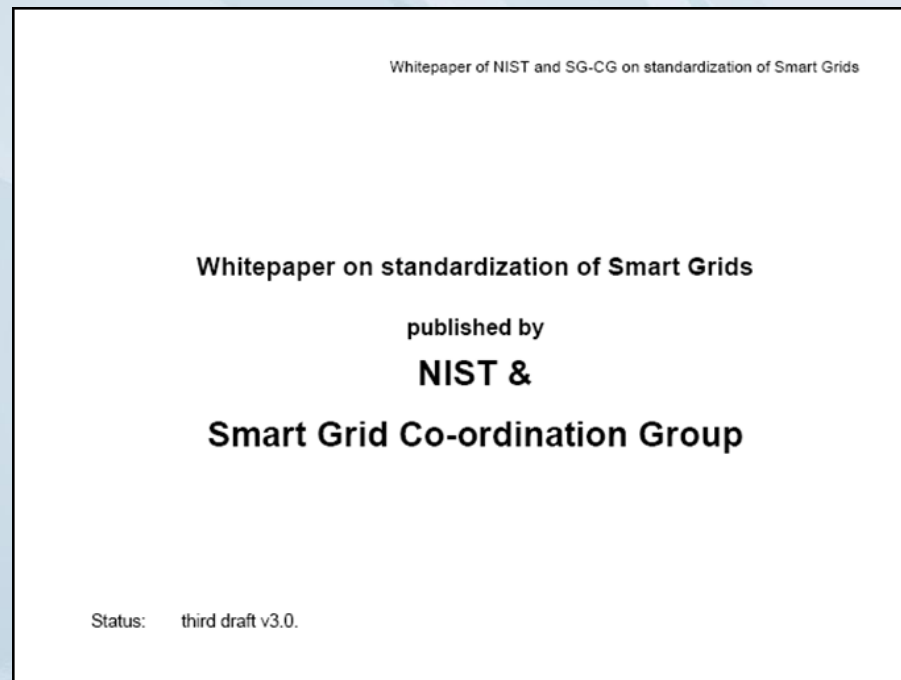 Whitepaper of NIST and SG-CG on standardization of Smart Grids
Whitepaper on standardization of Smart Grids
published by
NIST &
Smart Grid Co-ordination Group
Status: third draft v3.0.